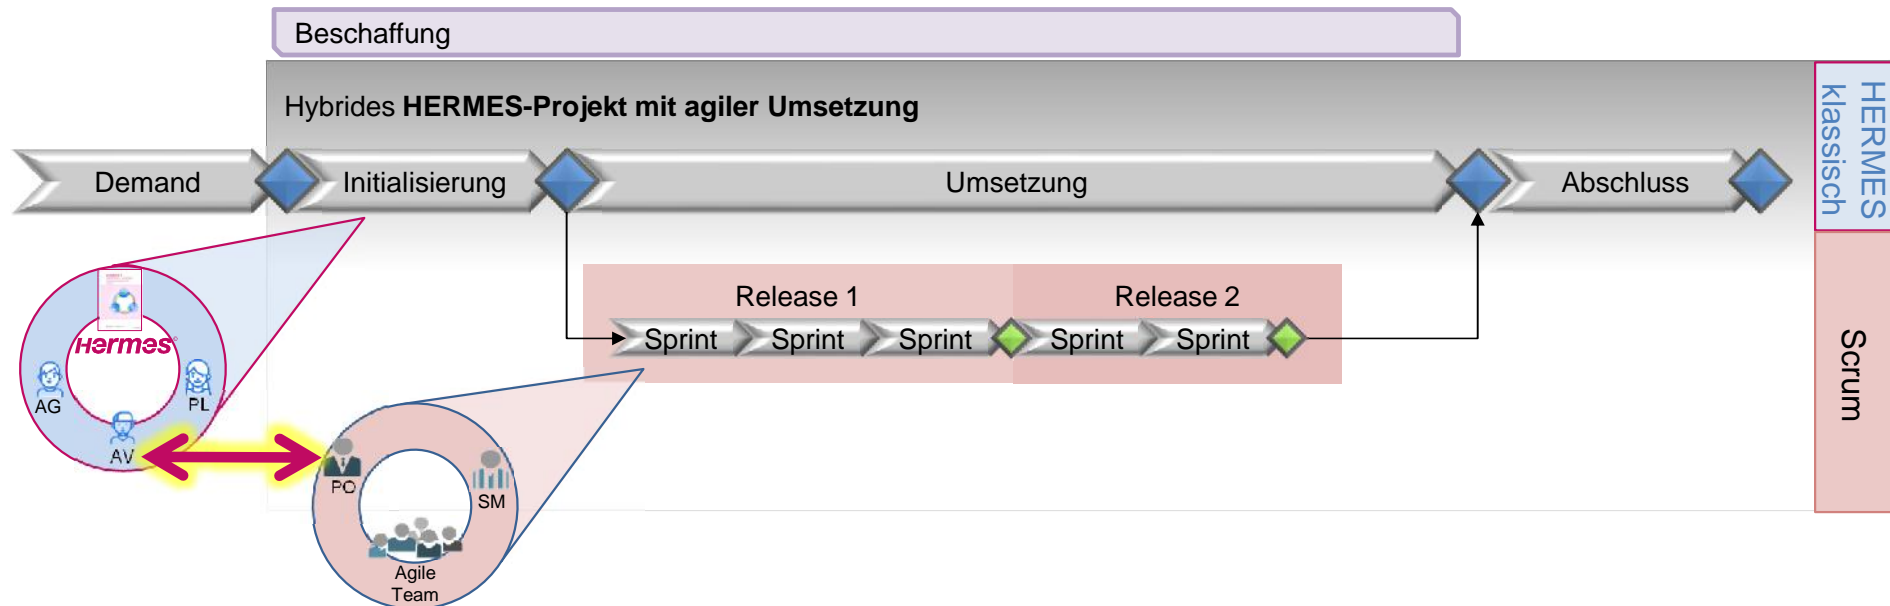 Beschaffung
Hybrides HERMES-Projekt mit agiler Umsetzung
HERMES
klassisch
Demand
Initialisierung
Umsetzung
Abschluss
Release 1
Release 2
Sprint
Sprint
Sprint
Sprint
Sprint
Scrum
Hermes
AG
PL
AV
PO
SM
Agile
Team